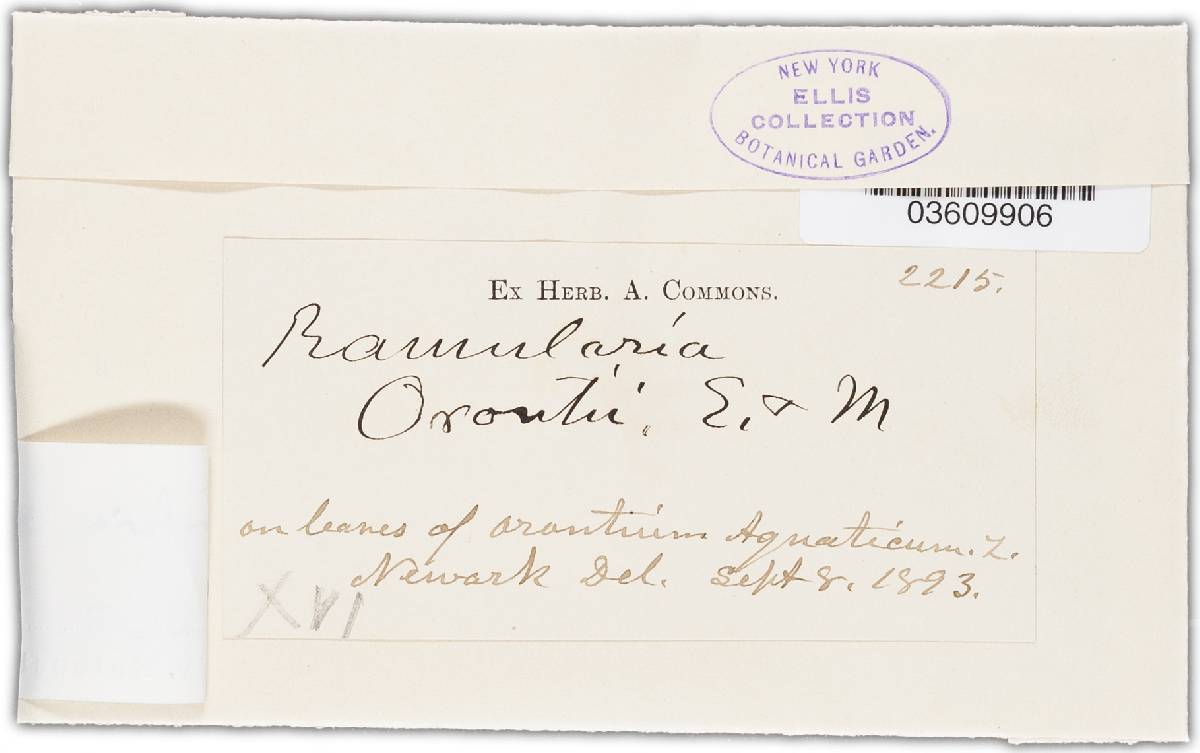 NEW YORK
ELLIS
COLLECTION
BOTANICAL GARDEN.
03609906
Ex Herb. A. Commons.
2215.
Ramularia
Orontii, E. & M
on leaves of orontium Aquaticum. L.
Newark Del. Sept 8. 1893.
XVI